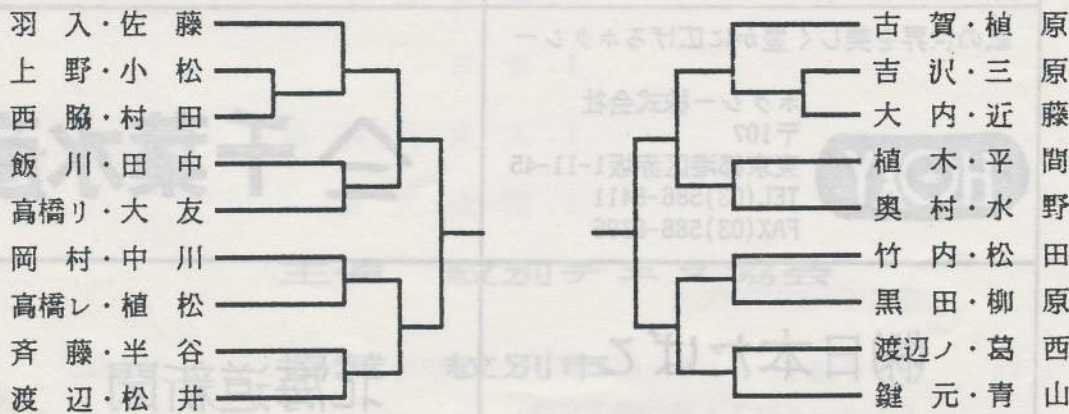 羽入・佐藤
上野・小松
西脇・村田
飯川・田中
高橋リ・大友
岡村・中川
高橋レ・植松
斉藤・半谷
渡辺・松井
古賀・植原
吉沢・三原
大内・近藤
植木・平間
奥村・水野
竹内・松田
黒田・柳原
渡辺ノ・葛西
鍵元・青山